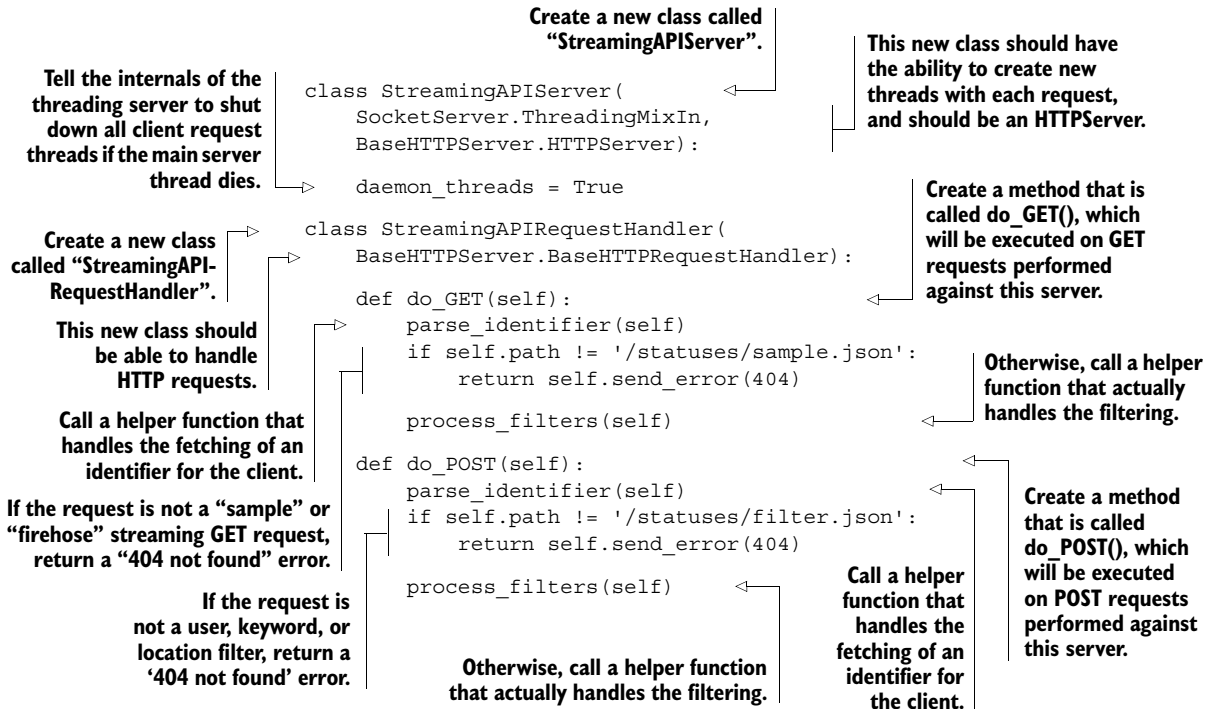 Create a new class called
“StreamingAPIServer”.
This new class should have
the ability to create new
threads with each request,
and should be an HTTPServer.
Tell the internals of the
threading server to shut
down all client request
threads if the main server
thread dies.
class StreamingAPIServer(
SocketServer.ThreadingMixIn,
BaseHTTPServer.HTTPServer):
daemon_threads = True
Create a new class
called “StreamingAPI-
RequestHandler”.
class StreamingAPIRequestHandler(
BaseHTTPServer.BaseHTTPRequestHandler):
This new class should
be able to handle
HTTP requests.
Create a method that is
called do_GET(), which
will be executed on GET
requests performed
against this server.
def do_GET(self):
parse_identifier(self)
if self.path != '/statuses/sample.json':
return self.send_error(404)
process_filters(self)
Call a helper function that
handles the fetching of an
identifier for the client.
If the request is not a “sample” or
“firehose” streaming GET request,
return a “404 not found” error.
Otherwise, call a helper
function that actually
handles the filtering.
def do_POST(self):
parse_identifier(self)
if self.path != '/statuses/filter.json':
return self.send_error(404)
process_filters(self)
If the request is
not a user, keyword, or
location filter, return a
‘404 not found’ error.
Otherwise, call a helper function
that actually handles the filtering.
Call a helper
function that
handles the
fetching of an
identifier for
the client.
Create a method
that is called
do_POST(), which
will be executed
on POST requests
performed against
this server.